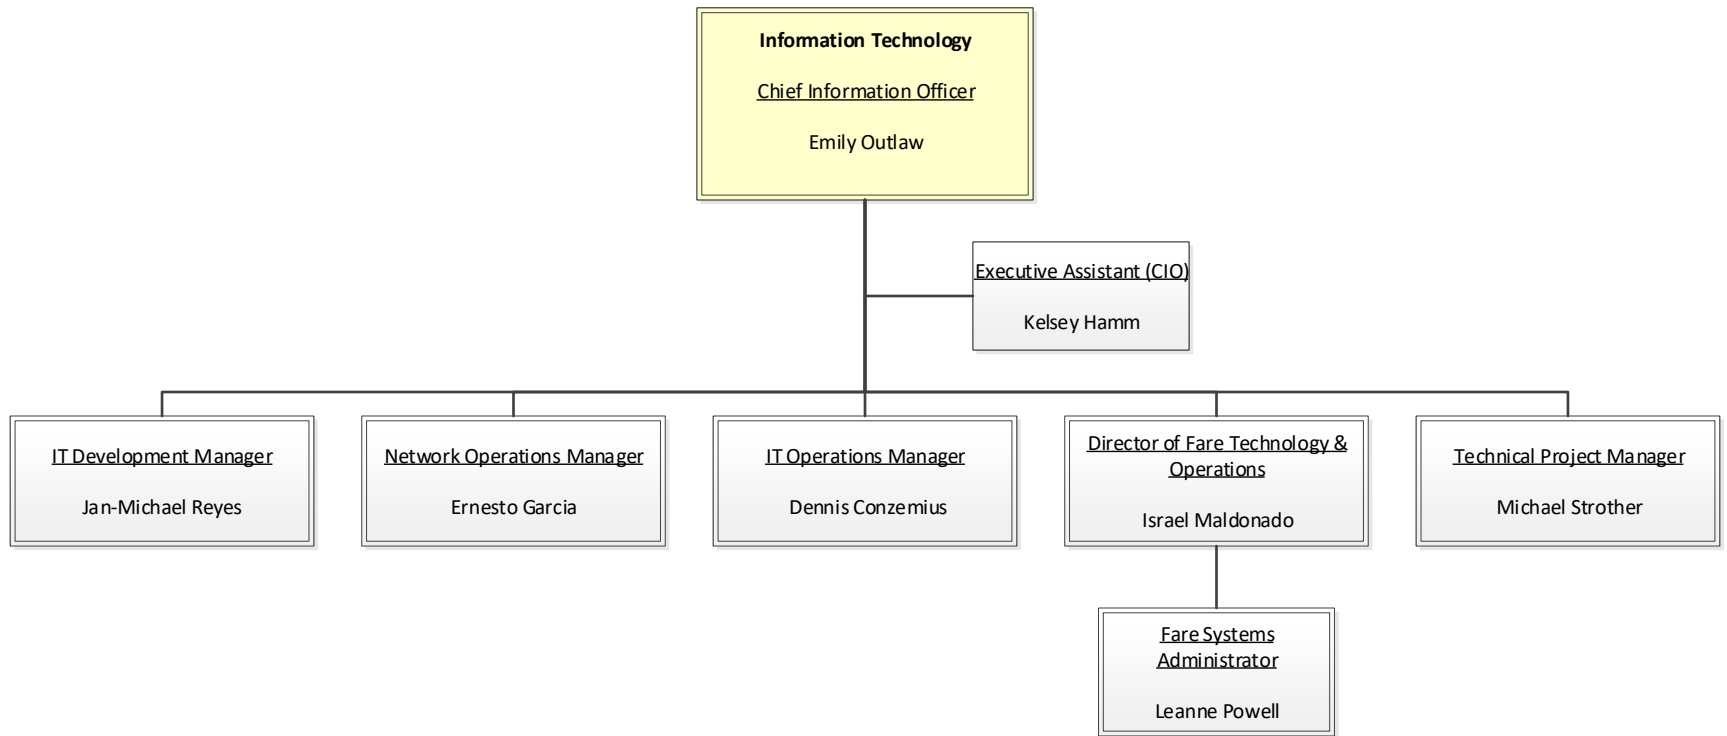 Information Technology
Chief Information Officer
Emily Outlaw
Executive Assistant (CIO)
Kelsey Hamm
IT Development Manager
Jan-Michael Reyes
Network Operations Manager
Ernesto Garcia
IT Operations Manager
Dennis Conzemius
Director of Fare Technology &
Operations
Israel Maldonado
Technical Project Manager
Michael Strother
Fare Systems
Administrator
Leanne Powell